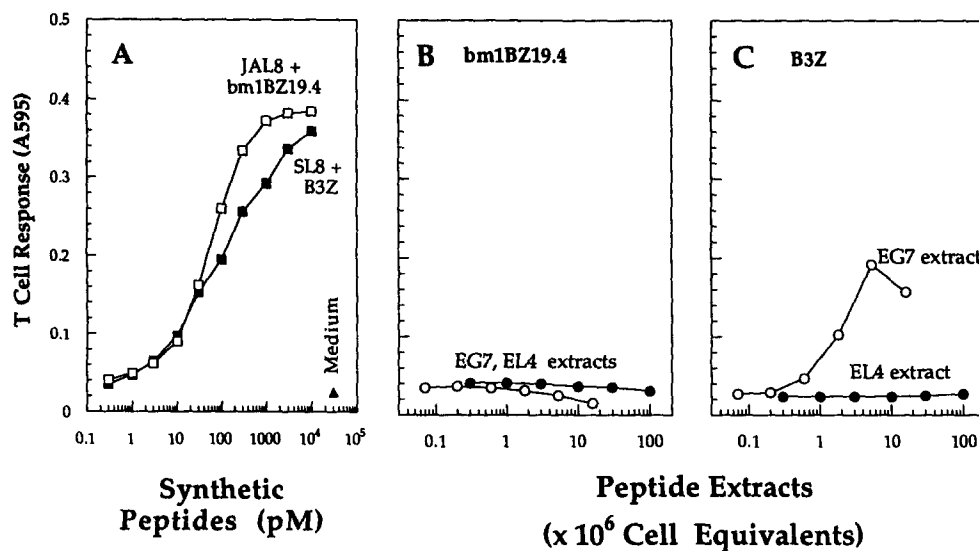 A
B
C
bm1BZ19.4
B3Z
JAL8 +
bm1BZ19.4
SL8 +
B3Z
Medium
EG7, EL4 extracts
EG7 extract
EL4 extract
T Cell Response (A595)
0.5
0.4
0.3
0.2
0.1
0
0.1 1 10 100 1000 10⁴ 10⁵
0.1 1 10 100
1 10 100
Synthetic
Peptides (pM)
Peptide Extracts
(x 10⁶ Cell Equivalents)